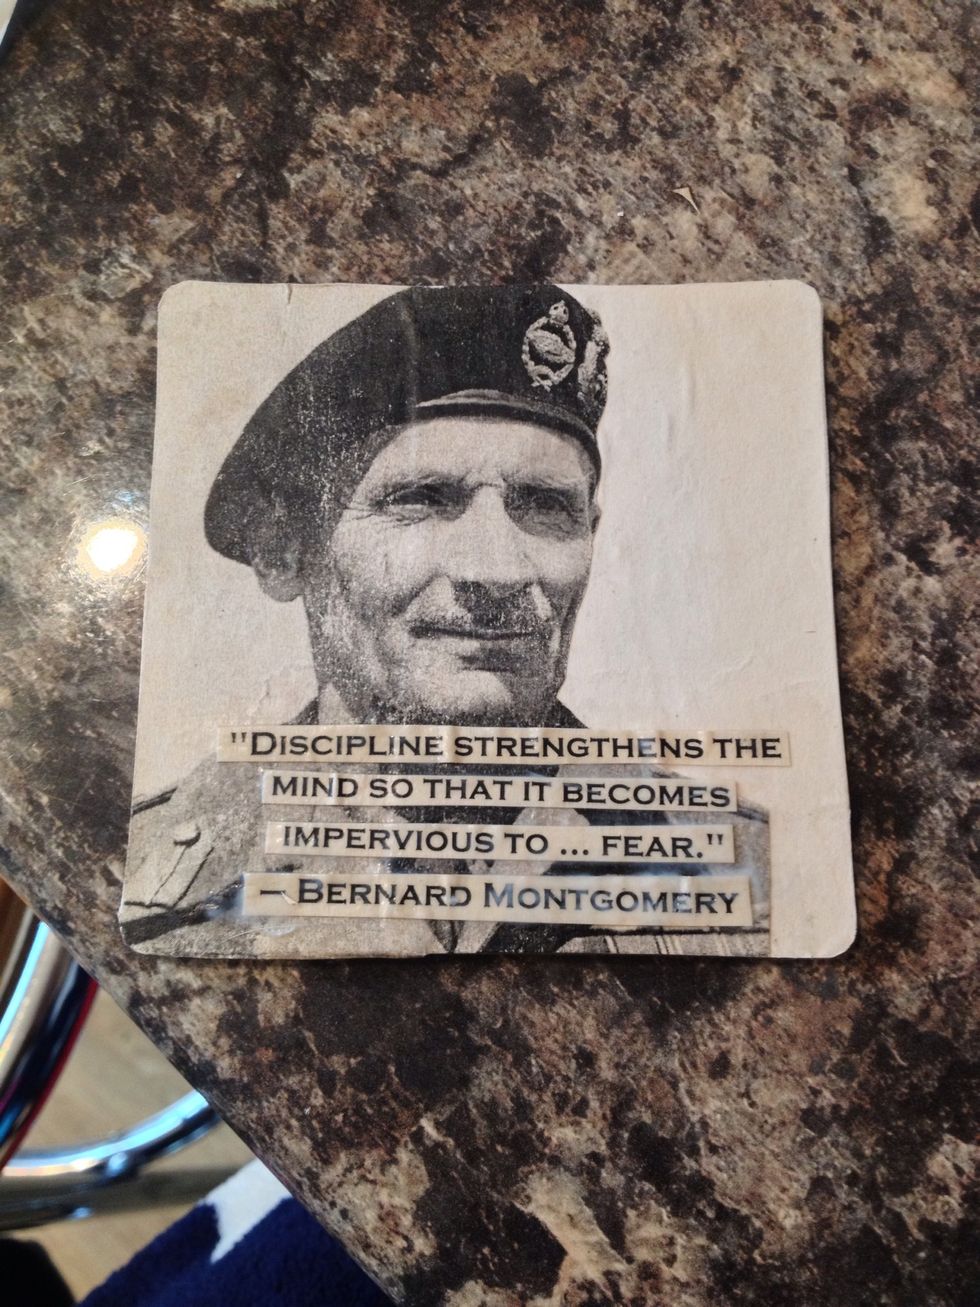 "Discipline strengthens the
mind so that it becomes
impervious to ... fear."
— Bernard Montgomery